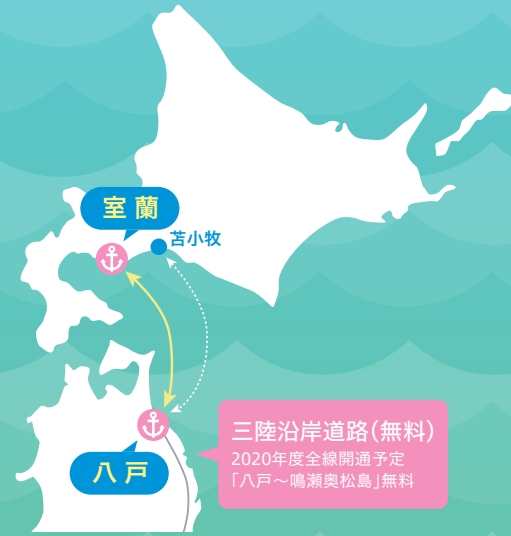 室蘭
苫小牧
八戸
三陸沿岸道路(無料)
2020年度全線開通予定
「八戸～鳴瀬奥松島」無料